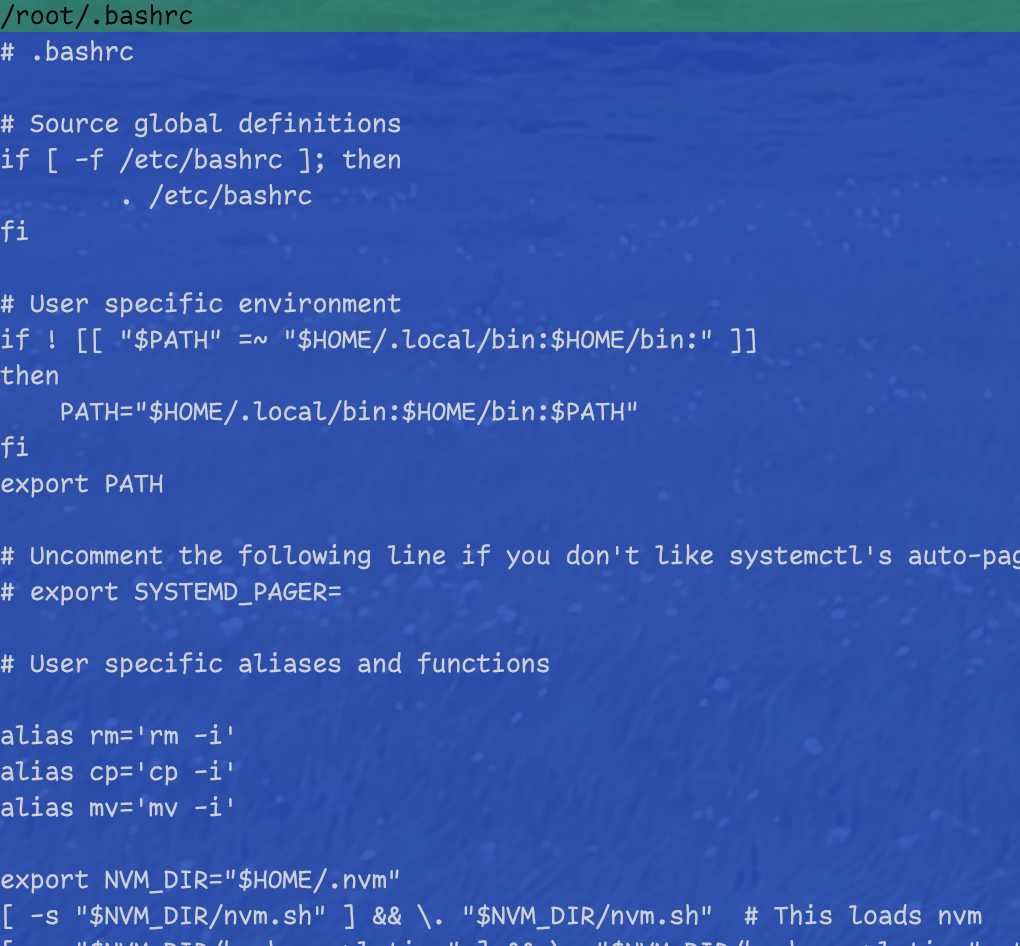 /root/.bashrc
# .bashrc

# Source global definitions
if [ -f /etc/bashrc ]; then
        . /etc/bashrc
fi

# User specific environment
if ! [[ "$PATH" =~ "$HOME/.local/bin:$HOME/bin:" ]]
then
    PATH="$HOME/.local/bin:$HOME/bin:$PATH"
fi
export PATH

# Uncomment the following line if you don't like systemctl's auto-pag
# export SYSTEMD_PAGER=

# User specific aliases and functions

alias rm='rm -i'
alias cp='cp -i'
alias mv='mv -i'

export NVM_DIR="$HOME/.nvm"
[ -s "$NVM_DIR/nvm.sh" ] && \. "$NVM_DIR/nvm.sh"  # This loads nvm